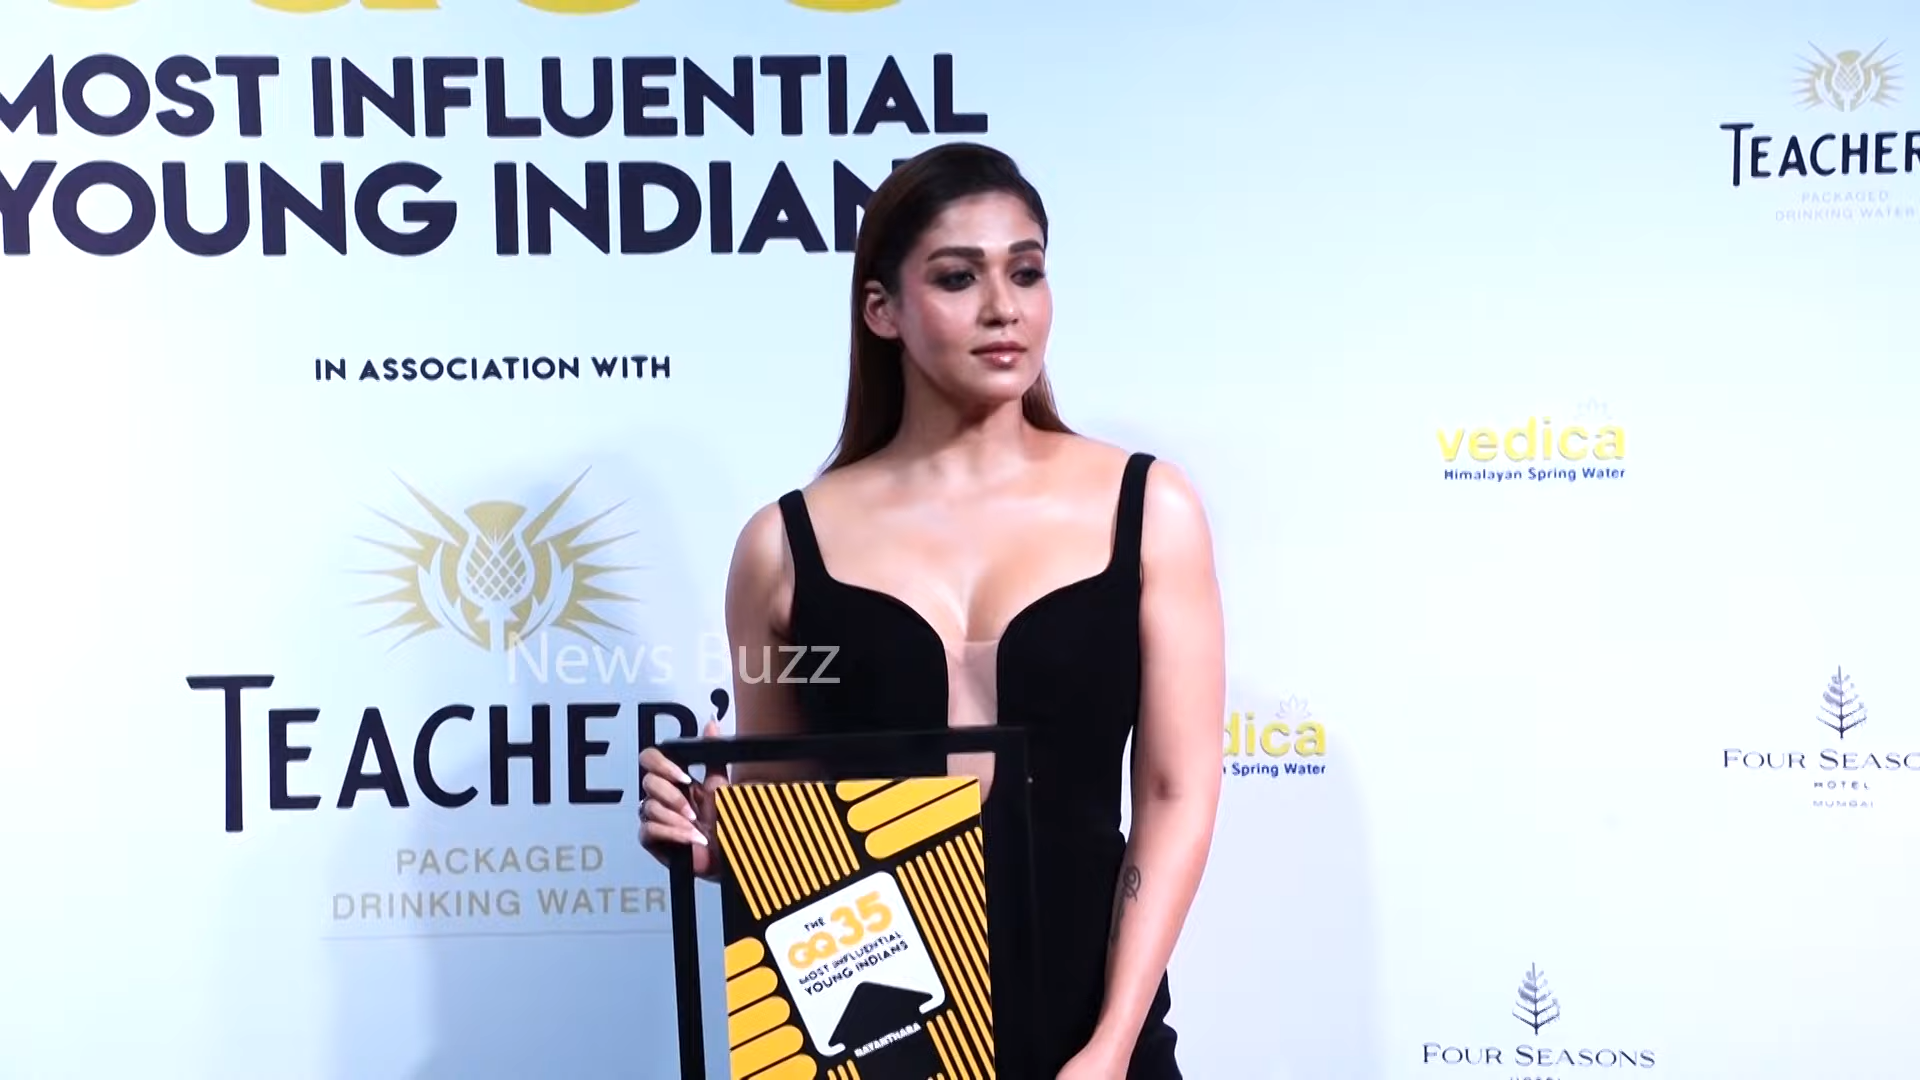 MOST INFLUENTIAL
YOUNG INDIAN
IN ASSOCIATION WITH
TEACHER'
PACKAGED
DRINKING WATER
News Buzz
THE
GQ35
MOST INFLUENTIAL
YOUNG INDIANS
NAYANTHARA
TEACHER
PACKAGED
DRINKING WATER
vedica
Himalayan Spring Water
dica
Spring Water
FOUR SEASO
HOTEL
MUMBAI
FOUR SEASONS